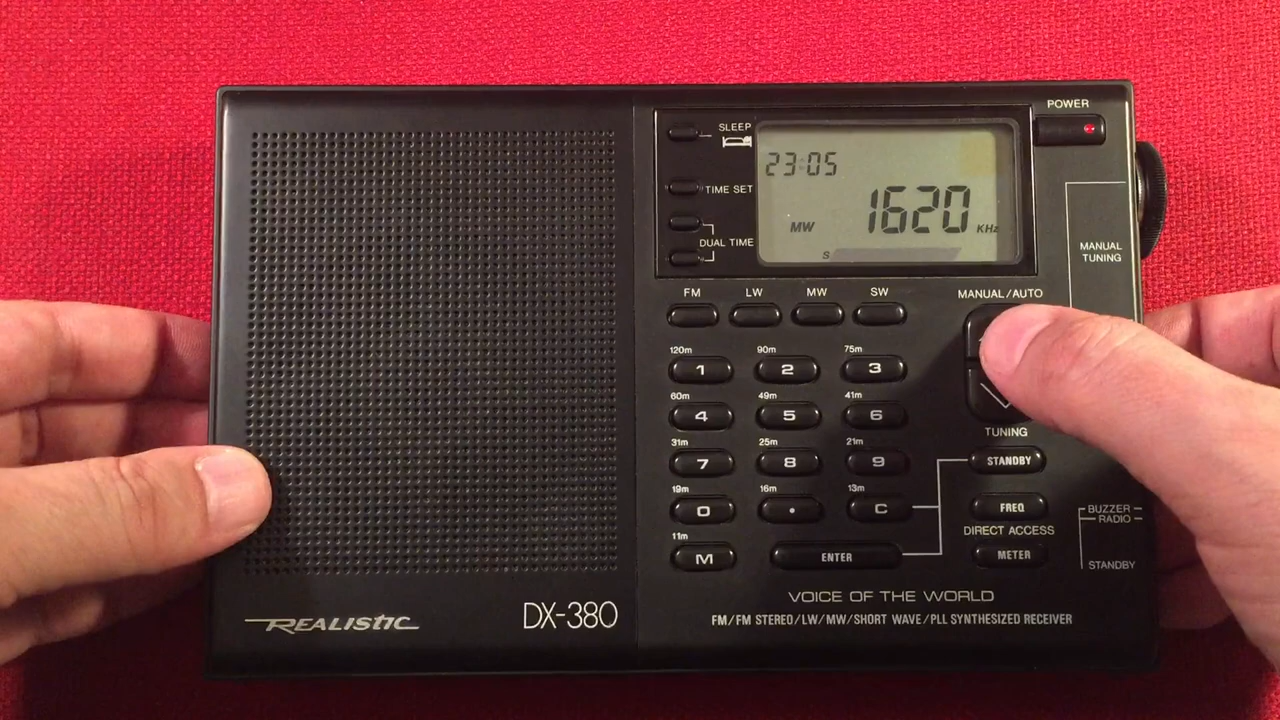 POWER
SLEEP
23:05
TIME SET
1620
MW
KHz
DUAL TIME
S
MANUAL
TUNING
FM LW MW SW
MANUAL/AUTO
120m 90m 75m
1 2 3
60m 49m 41m
4 5 6
TUNING
31m 25m 21m
7 8 9
STANDBY
19m 16m 13m
0 • C
FREQ
BUZZER
RADIO
DIRECT ACCESS
11m
M ENTER METER
STANDBY
VOICE OF THE WORLD
REALISTIC DX-380
FM/FM STEREO/LW/MW/SHORT WAVE/PLL SYNTHESIZED RECEIVER